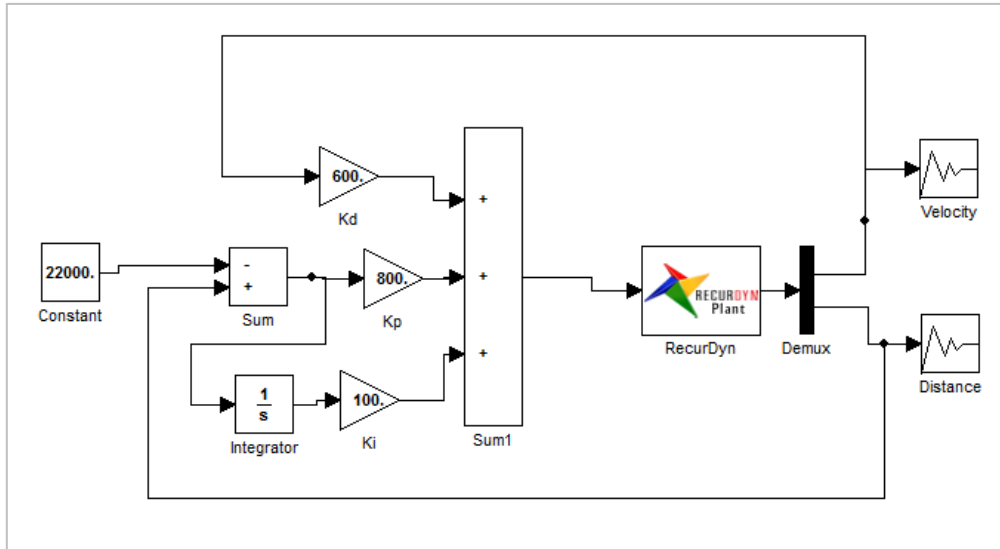 600.
+
Kd
Velocity
22000.
Constant
-
+
Sum
800.
Kp
+
RECURDYN
Plant
RecurDyn
Demux
Distance
1
s
Integrator
100.
Ki
+
Sum1